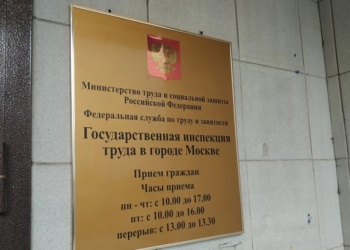 Министерство труда и социальной защиты
Российской Федерации
Федеральная служба по труду и занятости
Государственная инспекция
труда в городе Москве
Прием граждан
Часы приема
пн - чт: с 10.00 до 17.00
пт: с 10.00 до 16.00
перерыв: с 13.00 до 13.30